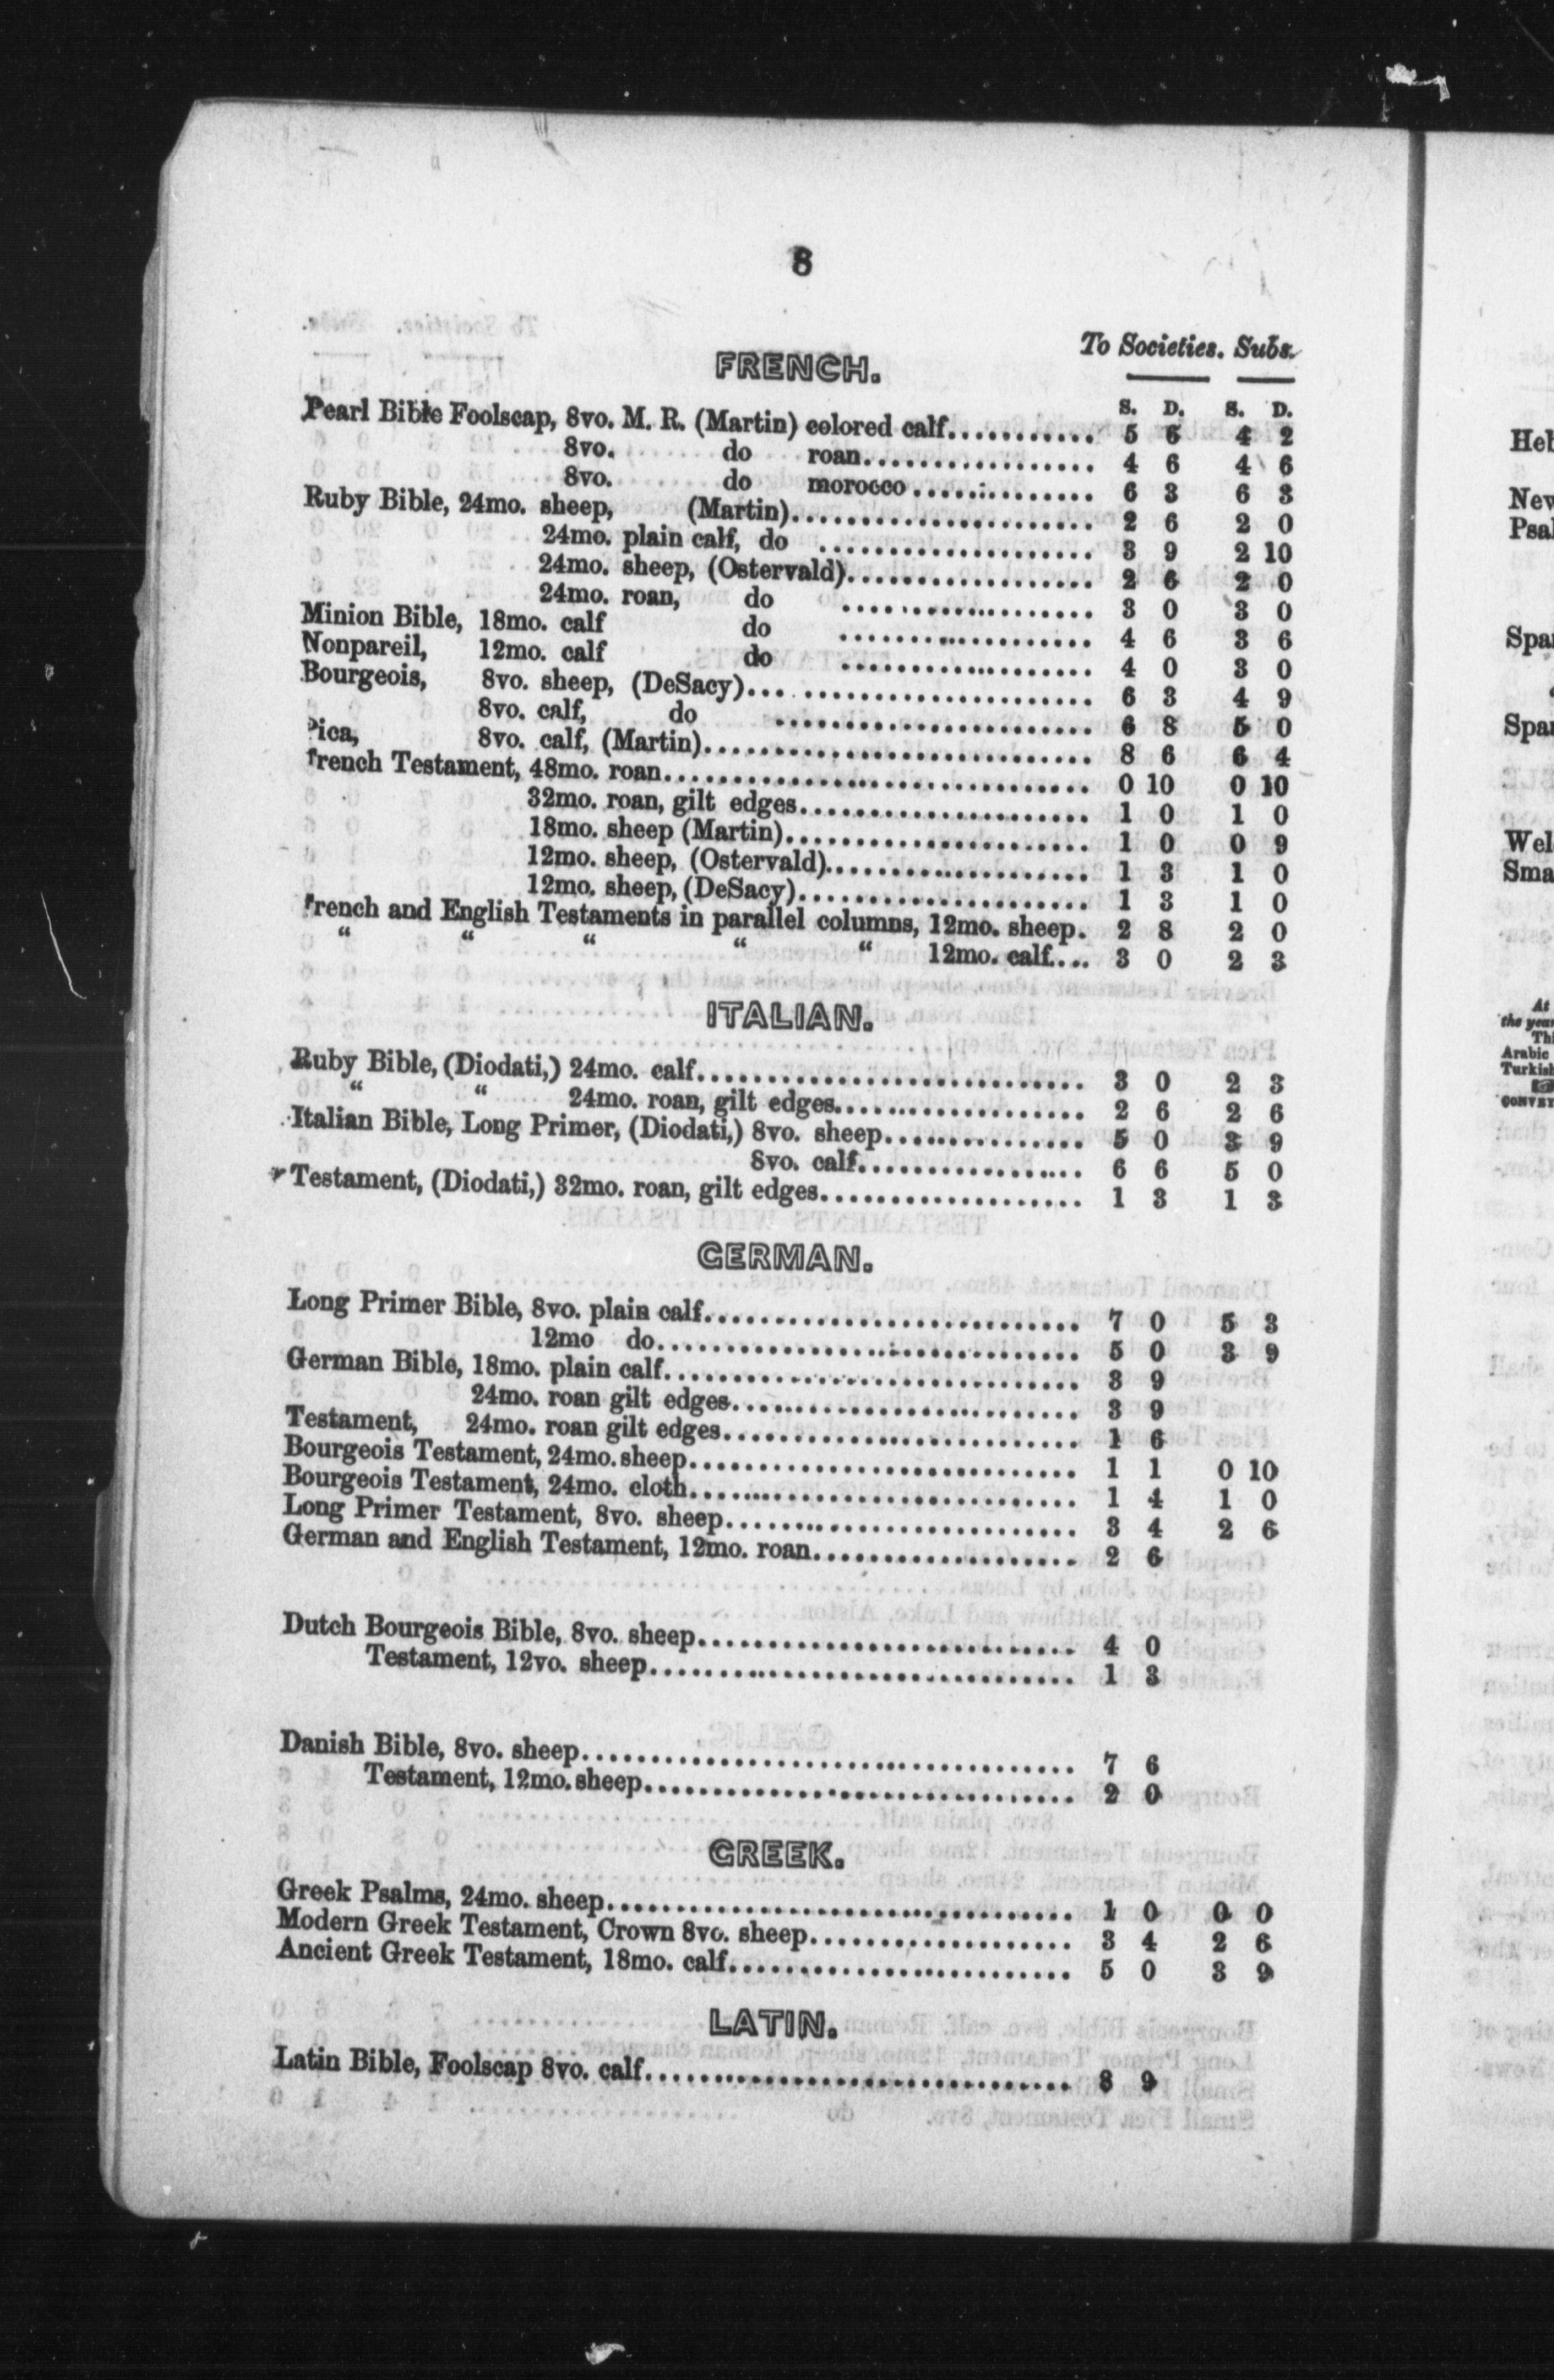 8
To Societies. Subs.
FRENCH.
S. D. S. D.
Pearl Bible Foolscap, 8vo. M. R. (Martin) colored calf........... 5 6 4 2
8vo. do roan.................. 4 6 4 6
8vo. do morocco.............. 6 3 6 3
Ruby Bible, 24mo. sheep, (Martin)...................... 2 6 2 0
24mo. plain calf, do .................... 3 9 2 10
24mo. sheep, (Ostervald).................. 2 6 2 0
24mo. roan, do .................. 3 0 3 0
Minion Bible, 18mo. calf do .................. 4 6 3 6
Nonpareil, 12mo. calf do .................. 4 0 3 0
Bourgeois, 8vo. sheep, (DeSacy)........................ 6 3 4 9
8vo. calf, do ....................... 6 8 5 0
Pica, 8vo. calf, (Martin)............................ 8 6 6 4
French Testament, 48mo. roan.............................. 0 10 0 10
32mo. roan, gilt edges..................... 1 0 1 0
18mo. sheep (Martin)...................... 1 0 0 9
12mo. sheep, (Ostervald)................... 1 3 1 0
12mo. sheep, (DeSacy)..................... 1 3 1 0
French and English Testaments in parallel columns, 12mo. sheep. 2 8 2 0
“ “ “ “ “ 12mo. calf.... 3 0 2 3
ITALIAN.
Ruby Bible, (Diodati,) 24mo. calf............................ 3 0 2 3
“ “ 24mo. roan, gilt edges.................. 2 6 2 6
Italian Bible, Long Primer, (Diodati,) 8vo. sheep............... 5 0 3 9
8vo. calf................ 6 6 5 0
Testament, (Diodati,) 32mo. roan, gilt edges................... 1 3 1 3
GERMAN.
Long Primer Bible, 8vo. plain calf........................... 7 0 5 3
12mo do.............................. 5 0 3 9
German Bible, 18mo. plain calf.............................. 3 9
24mo. roan gilt edges......................... 3 9
Testament, 24mo. roan gilt edges......................... 1 6
Bourgeois Testament, 24mo. sheep............................ 1 1 0 10
Bourgeois Testament, 24mo. cloth............................ 1 4 1 0
Long Primer Testament, 8vo. sheep......................... 3 4 2 6
German and English Testament, 12mo. roan................... 2 6
Dutch Bourgeois Bible, 8vo. sheep........................... 4 0
Testament, 12vo. sheep.............................. 1 3
Danish Bible, 8vo. sheep................................... 7 6
Testament, 12mo. sheep.............................. 2 0
GREEK.
Greek Psalms, 24mo. sheep................................. 1 0 0 0
Modern Greek Testament, Crown 8vo. sheep................... 3 4 2 6
Ancient Greek Testament, 18mo. calf......................... 5 0 3 9
LATIN.
Latin Bible, Foolscap 8vo. calf.............................. 8 9